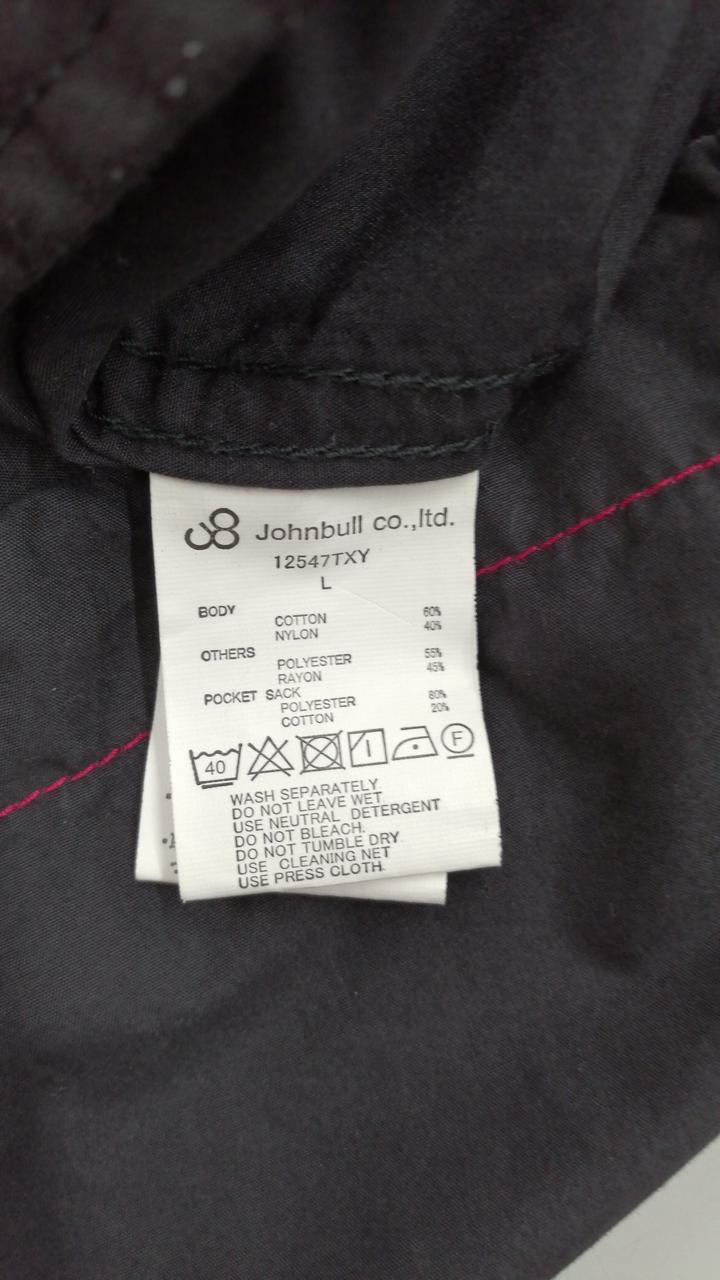 Johnbull co.,ltd.
12547TXY
L
BODY
COTTON 60%
NYLON 40%
OTHERS
POLYESTER 55%
RAYON 45%
POCKET SACK
POLYESTER 80%
COTTON 20%
40 F
WASH SEPARATELY
DO NOT LEAVE WET.
USE NEUTRAL DETERGENT
DO NOT BLEACH.
DO NOT TUMBLE DRY
USE CLEANING NET
USE PRESS CLOTH.